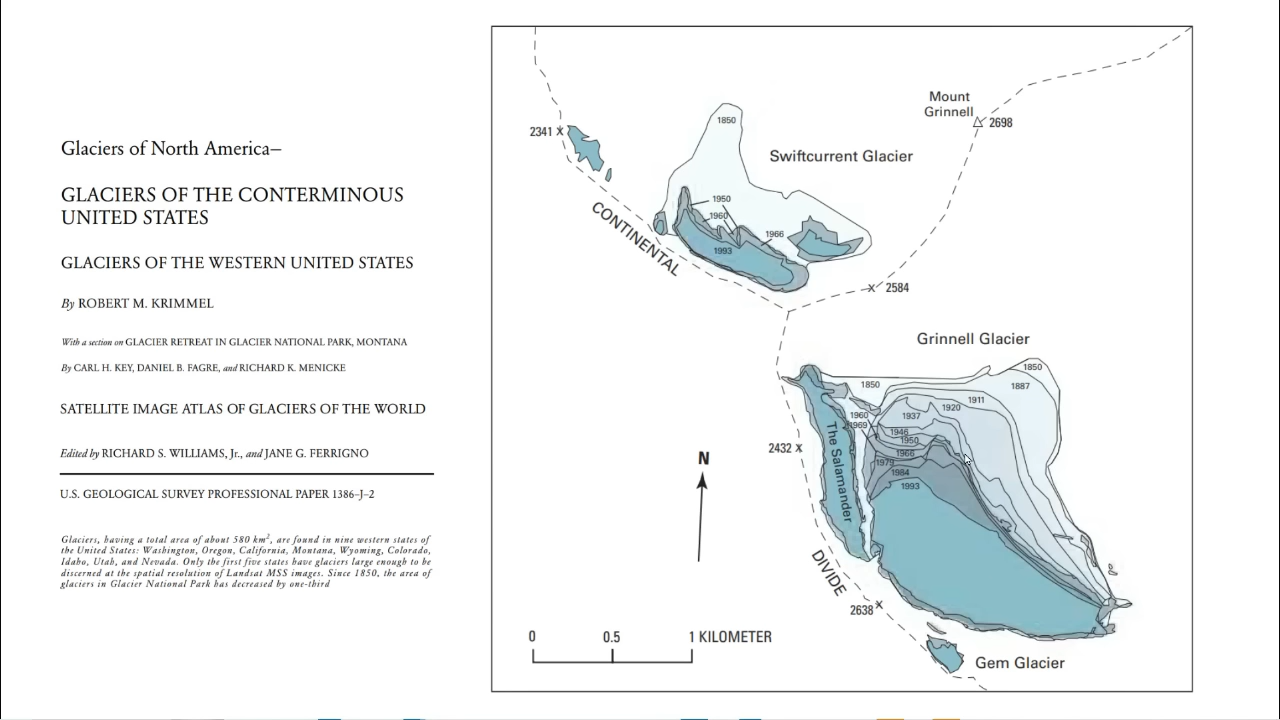 Glaciers of North America–
GLACIERS OF THE CONTERMINOUS
UNITED STATES
GLACIERS OF THE WESTERN UNITED STATES
By ROBERT M. KRIMMEL
With a section on GLACIER RETREAT IN GLACIER NATIONAL PARK, MONTANA
By CARL H. KEY, DANIEL B. FAGRE, and RICHARD K. MENICKE
SATELLITE IMAGE ATLAS OF GLACIERS OF THE WORLD
Edited by RICHARD S. WILLIAMS, Jr., and JANE G. FERRIGNO
U.S. GEOLOGICAL SURVEY PROFESSIONAL PAPER 1386–J–2
Glaciers, having a total area of about 580 km², are found in nine western states of
the United States: Washington, Oregon, California, Montana, Wyoming, Colorado,
Idaho, Utah, and Nevada. Only the first five states have glaciers large enough to be
discerned at the spatial resolution of Landsat MSS images. Since 1850, the area of
glaciers in Glacier National Park has decreased by one-third
Mount
Grinnell
2698
1850
2341
Swiftcurrent Glacier
1950
1960
1966
1993
CONTINENTAL
2584
Grinnell Glacier
1850
1850
1887
1911
1920
1937
1960
1969
1946
1950
1966
1979
1984
1993
The Salamander
2432
N
DIVIDE
2638
0 0.5 1 KILOMETER
Gem Glacier